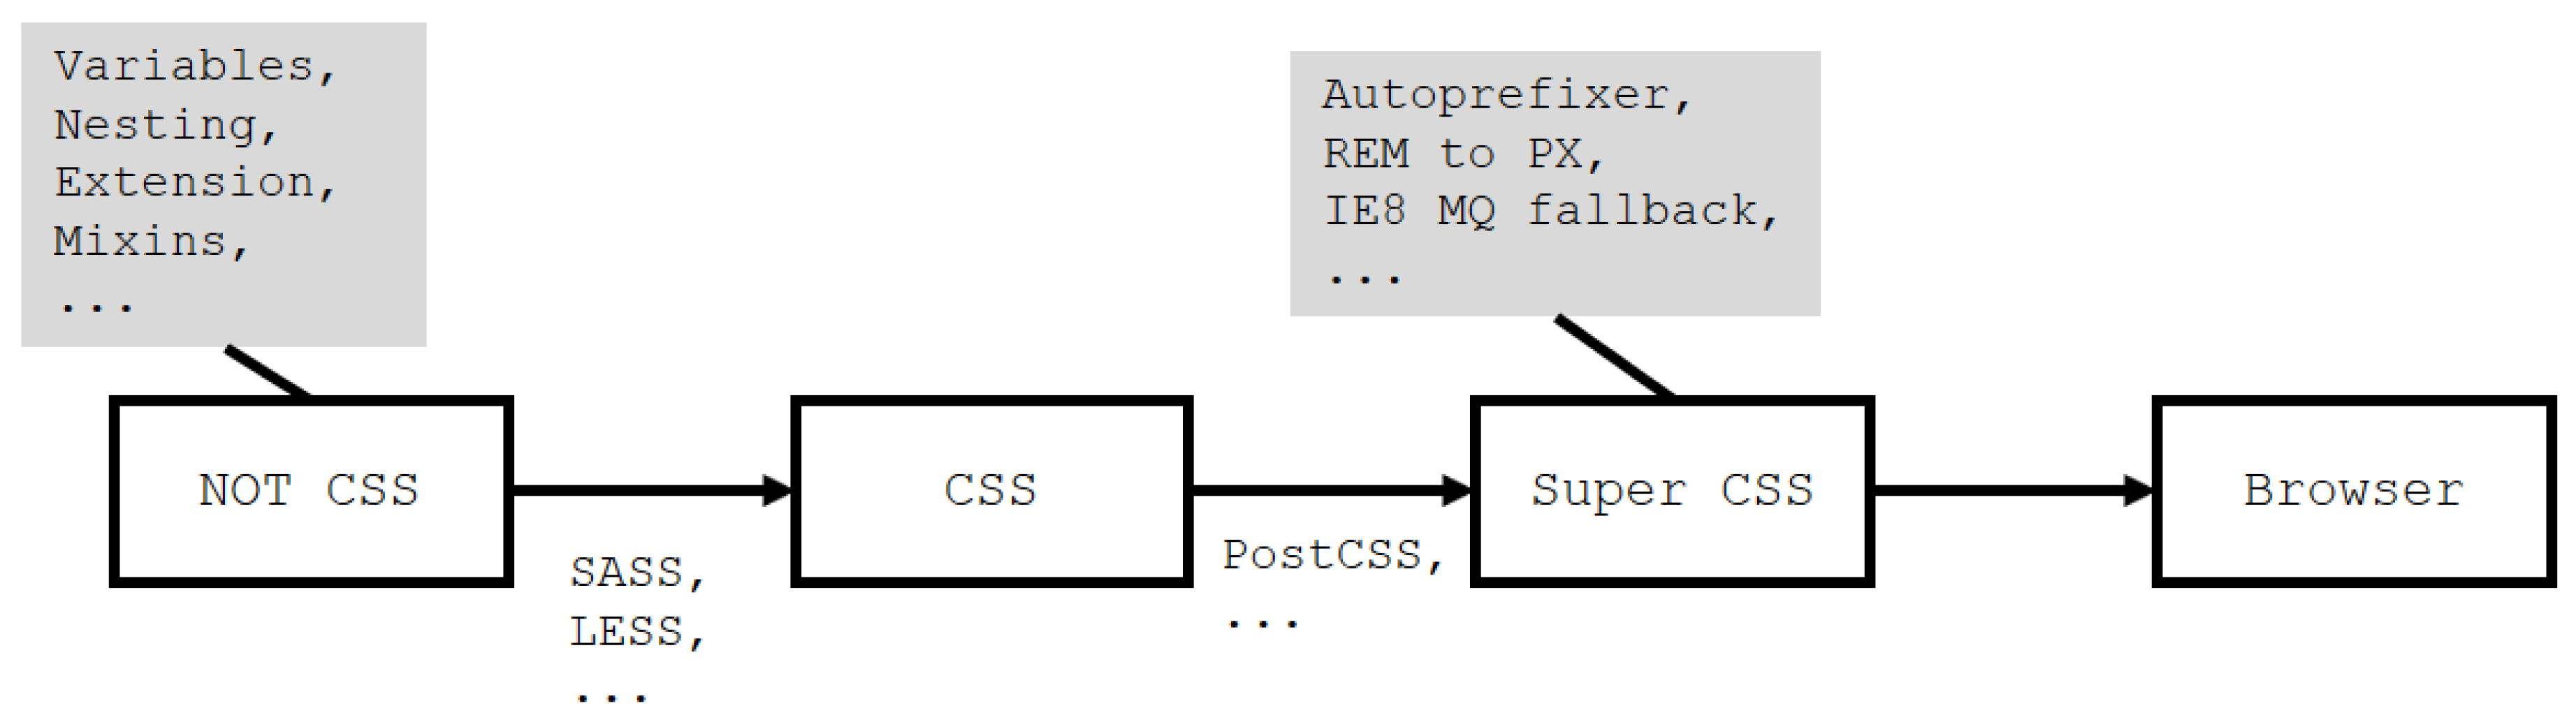 Variables,
Nesting,
Extension,
Mixins,
...
Autoprefixer,
REM to PX,
IE8 MQ fallback,
...
NOT CSS
CSS
Super CSS
Browser
SASS,
LESS,
...
PostCSS,
...